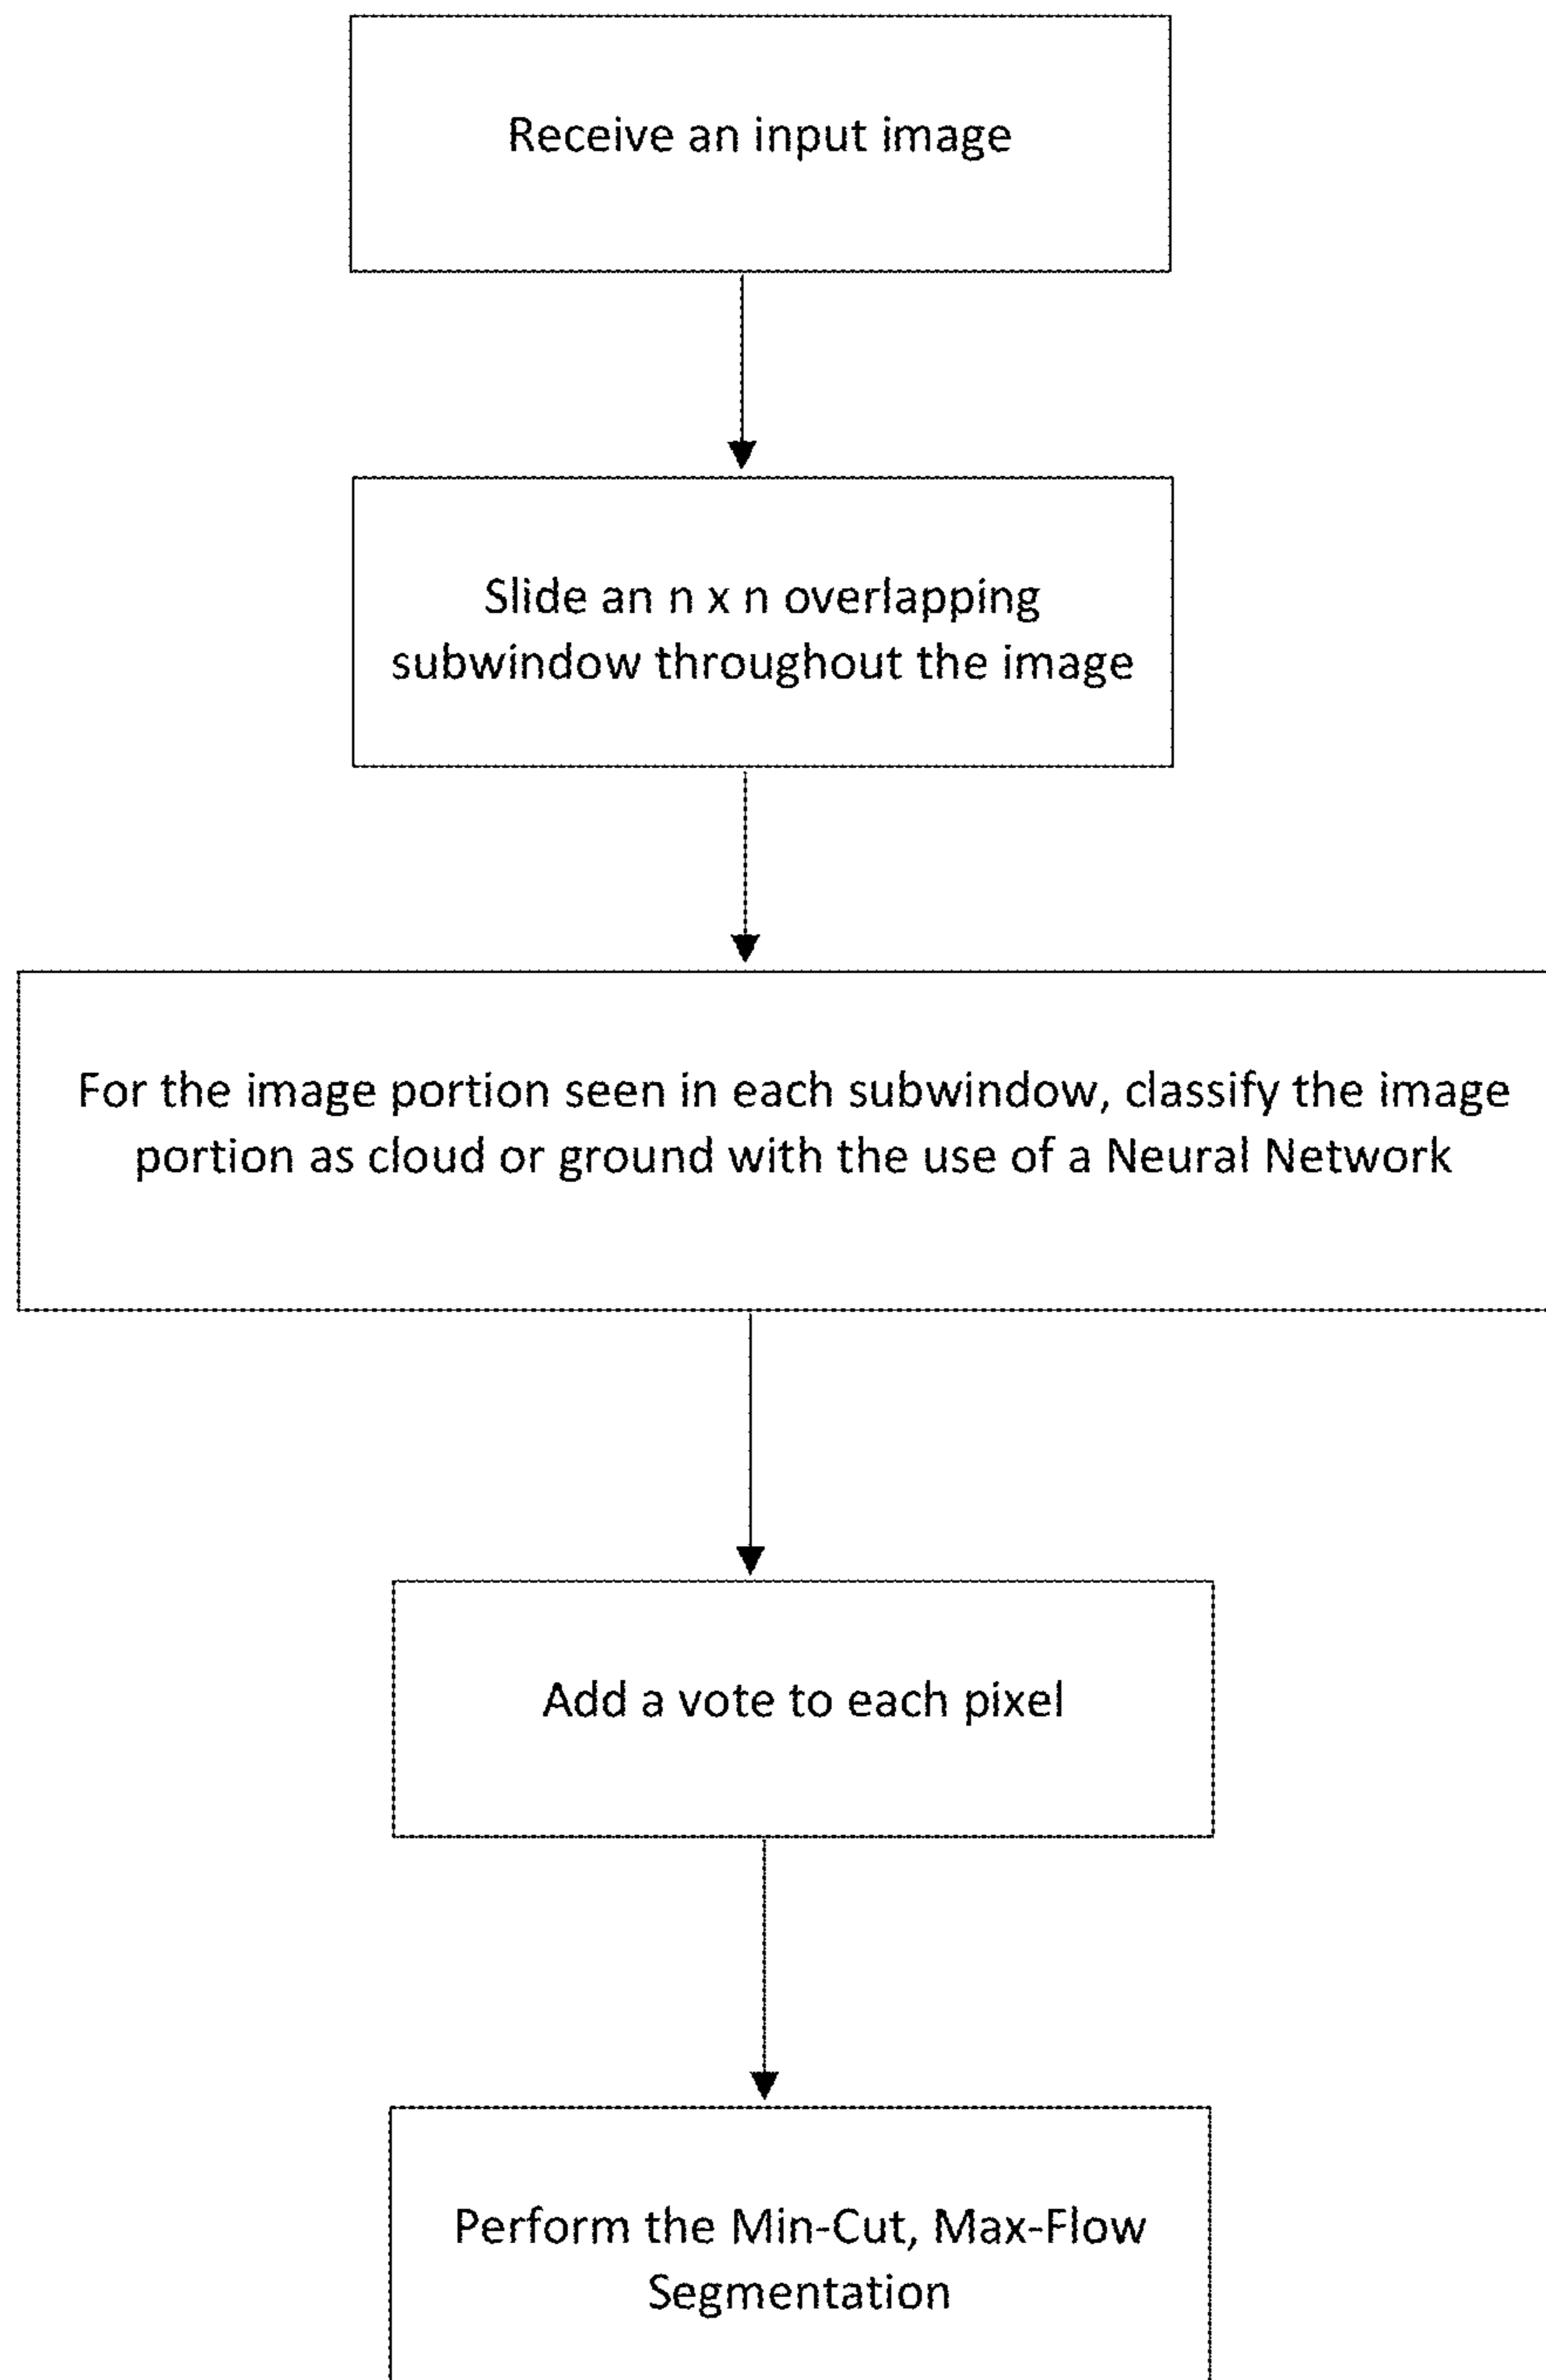 Receive an input image
Slide an n x n overlapping
subwindow throughout the image
For the image portion seen in each subwindow, classify the image
portion as cloud or ground with the use of a Neural Network
Add a vote to each pixel
Perform the Min-Cut, Max-Flow
Segmentation